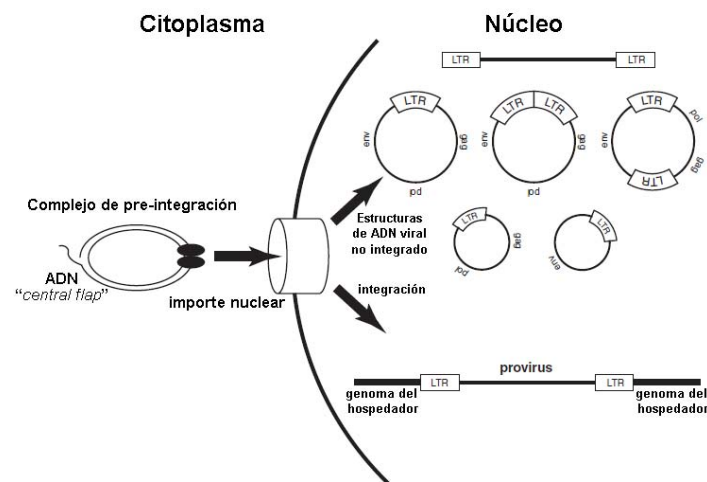 Citoplasma
Núcleo
LTR LTR
LTR
env
gag
pol
LTR LTR
env
gag
pol
LTR
env
pol
gag
LTR
Complejo de pre-integración
ADN
“central flap”
importe nuclear
Estructuras
de ADN viral
no integrado
LTR
gag
pol
LTR
env
integración
provirus
LTR LTR
genoma del
hospedador
genoma del
hospedador